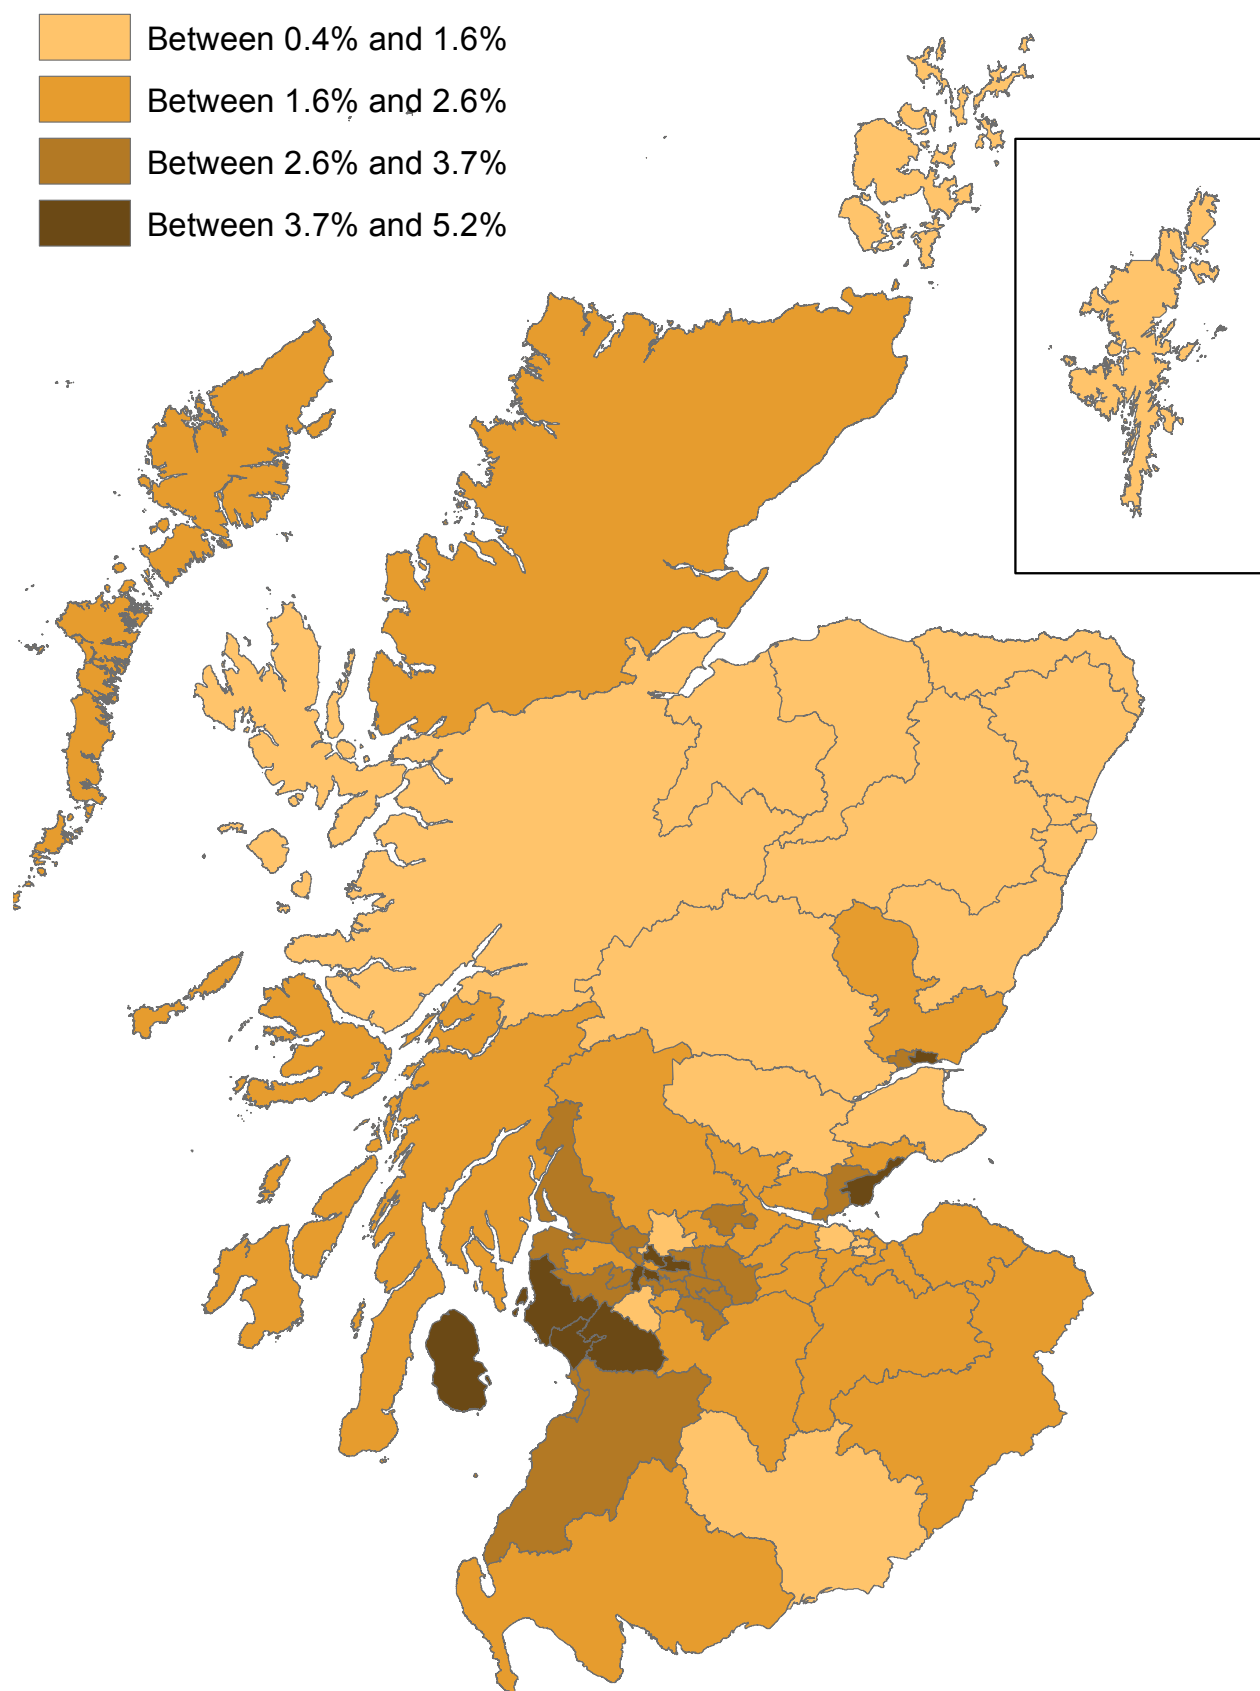 Between 0.4% and 1.6%
Between 1.6% and 2.6%
Between 2.6% and 3.7%
Between 3.7% and 5.2%